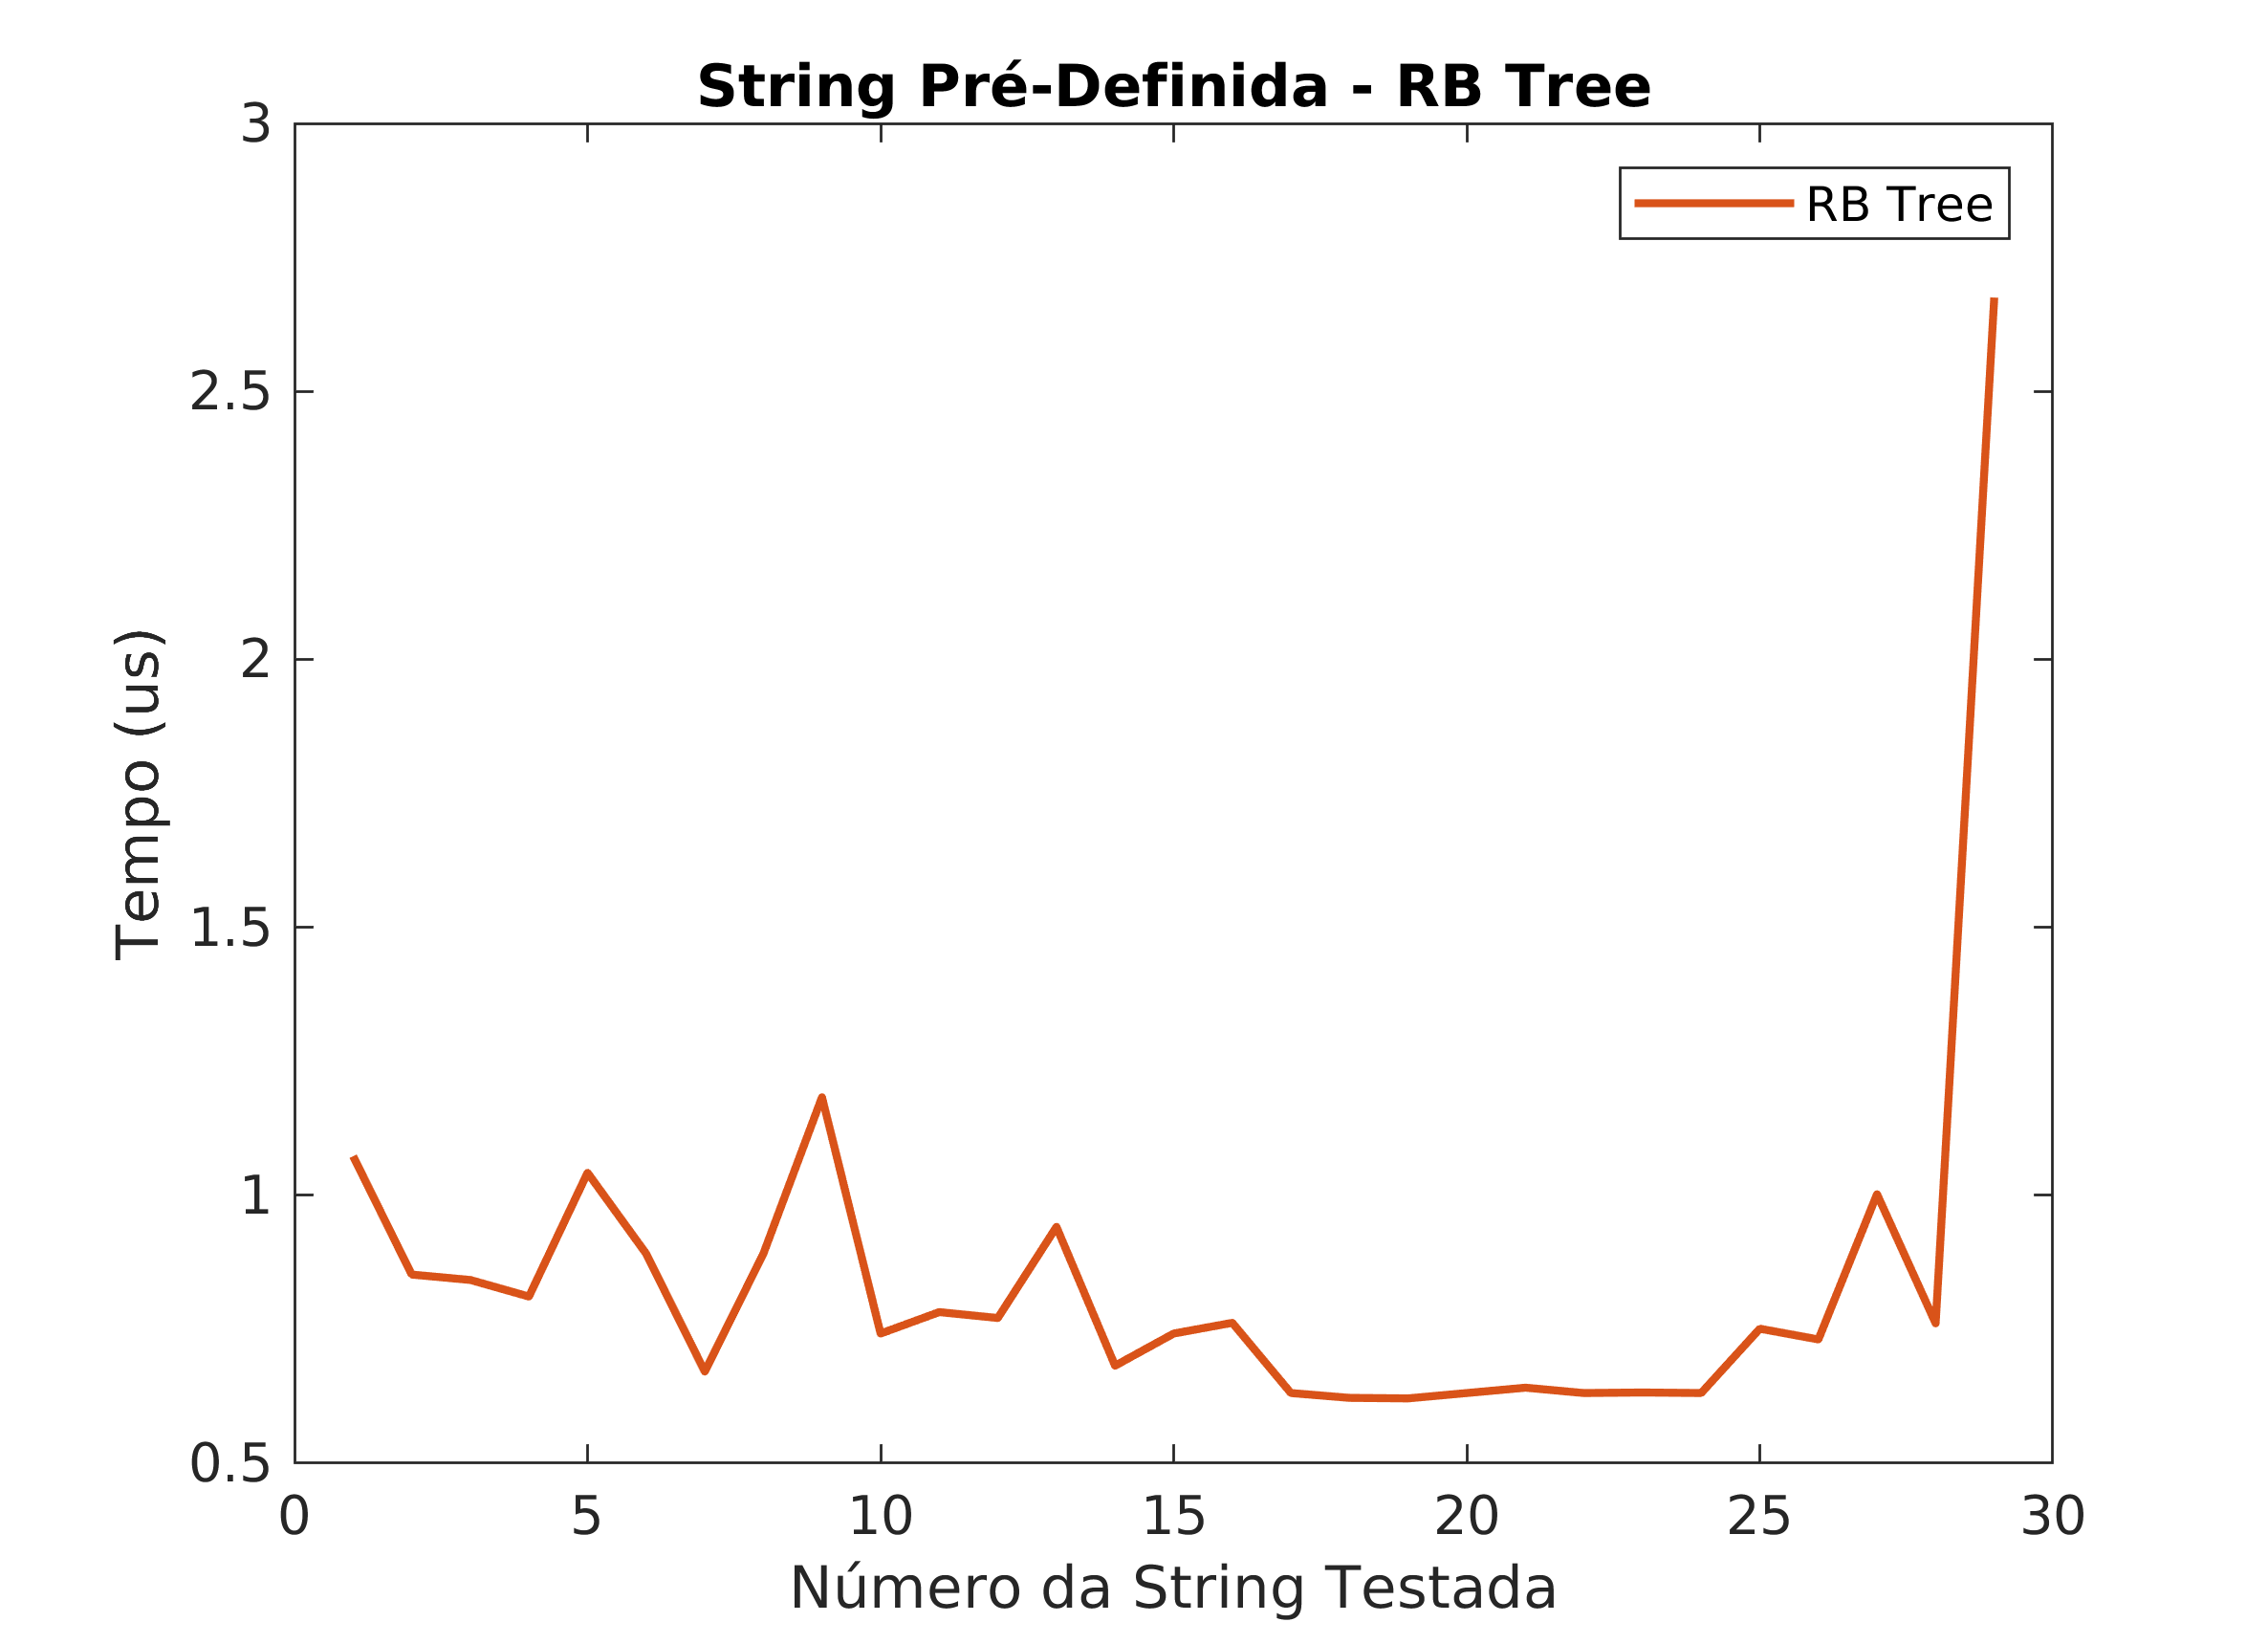 String Pré-Definida - RB Tree
RB Tree
3
2.5
2
1.5
1
0.5
Tempo (us)
0 5 10 15 20 25 30
Número da String Testada